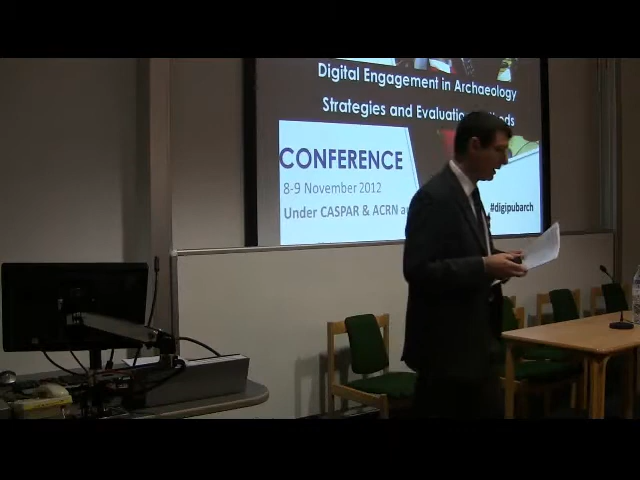 Digital Engagement in Archaeology
Strategies and Evaluation
CONFERENCE
8-9 November 2012
Under CASPAR & ACRN
#digipubarch